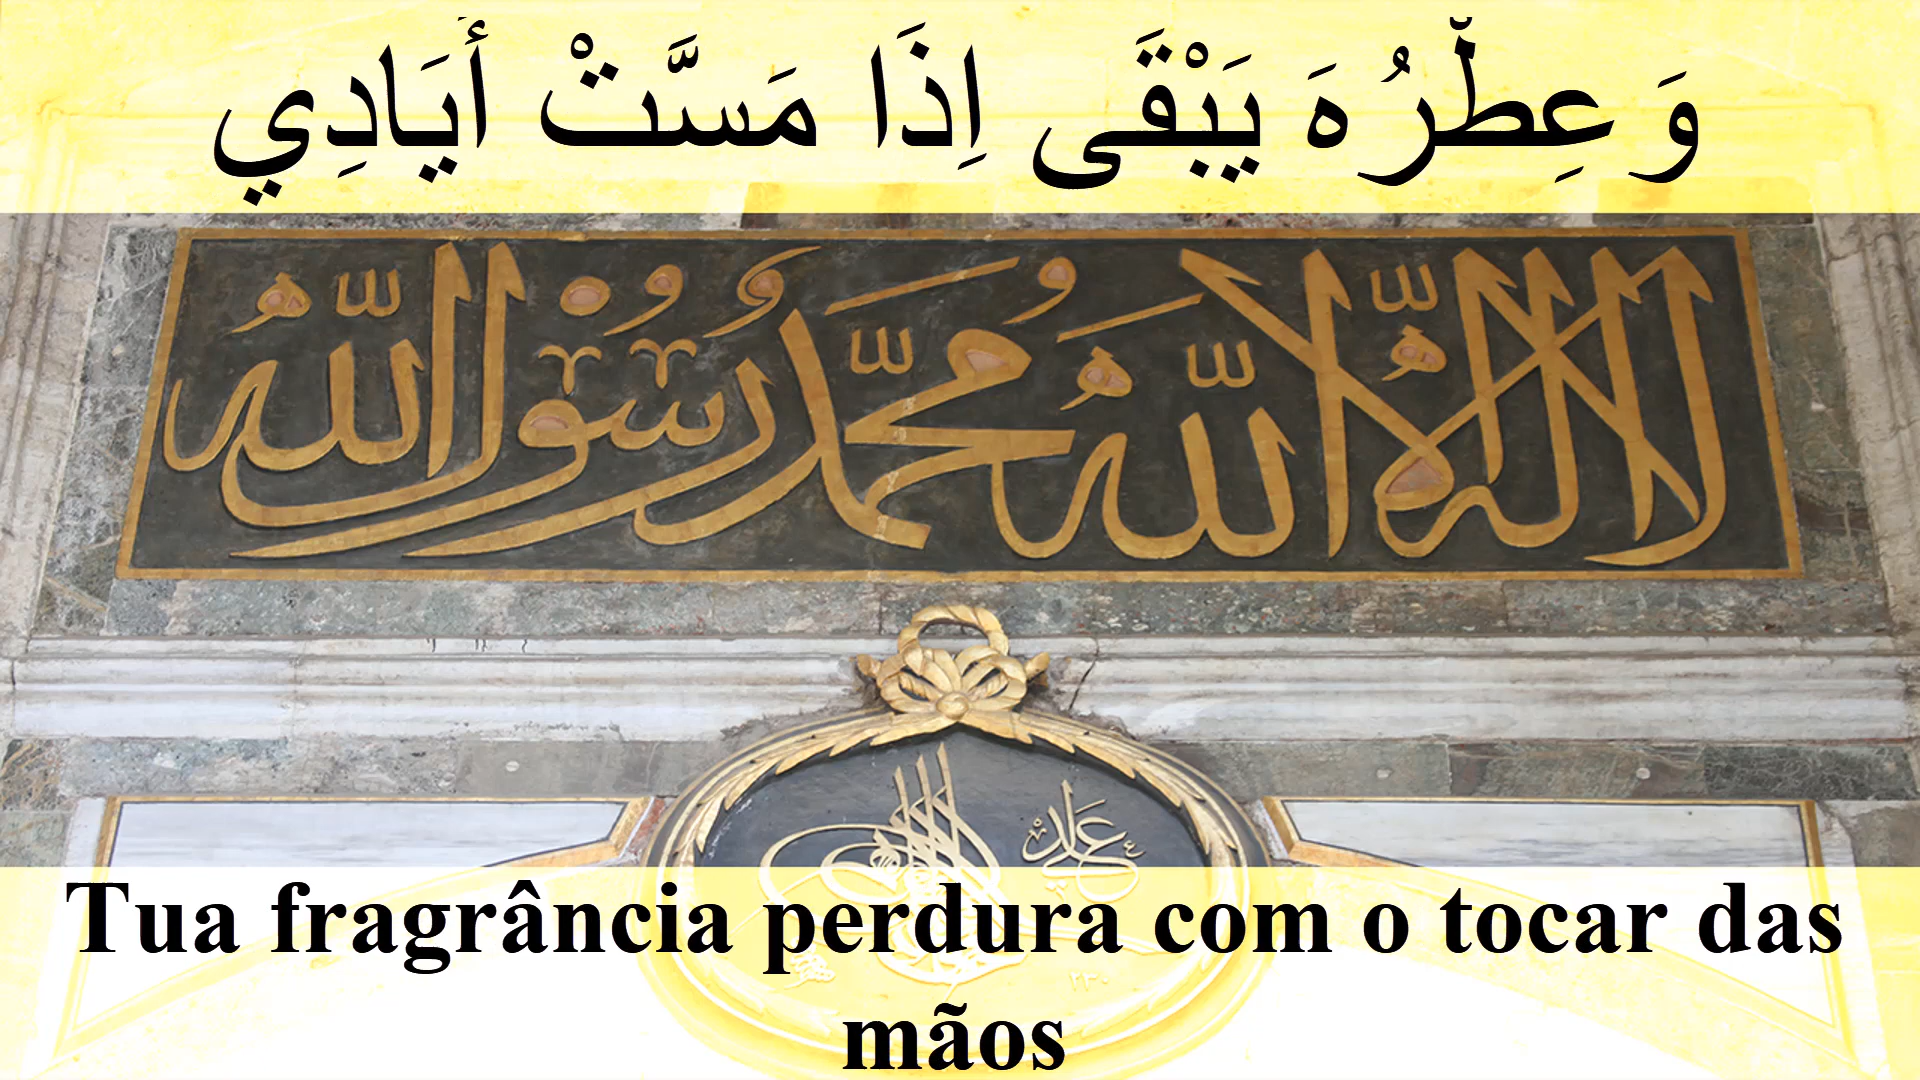 وَ عِطْرُهَ يَبْقَى اِذَا مَسَّتْ أَيَادِي
لا اله الا الله محمد رسول الله
Tua fragrância perdura com o tocar das
mãos